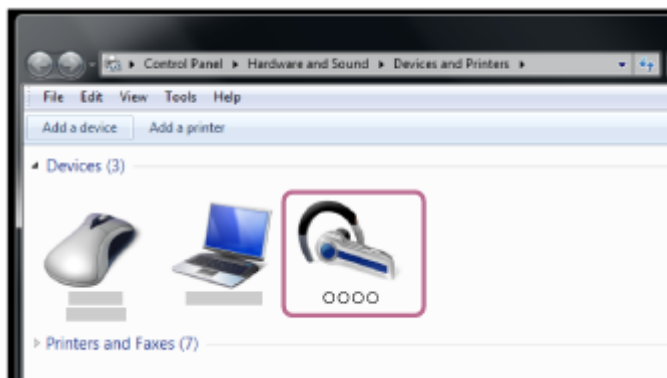 Control Panel ▸ Hardware and Sound ▸ Devices and Printers ▸
File Edit View Tools Help
Add a device Add a printer
Devices (3)
○○○○
Printers and Faxes (7)